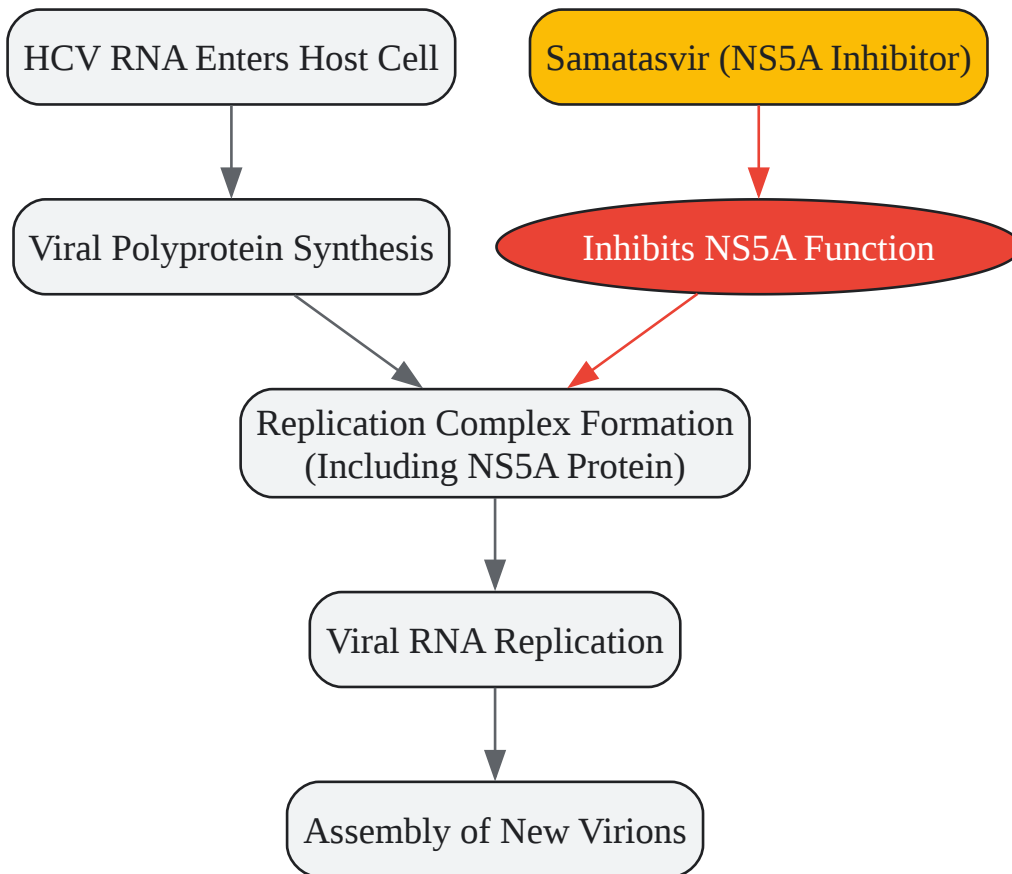 HCV RNA Enters Host Cell
Samatasvir (NS5A Inhibitor)
Viral Polyprotein Synthesis
Inhibits NS5A Function
Replication Complex Formation
(Including NS5A Protein)
Viral RNA Replication
Assembly of New Virions